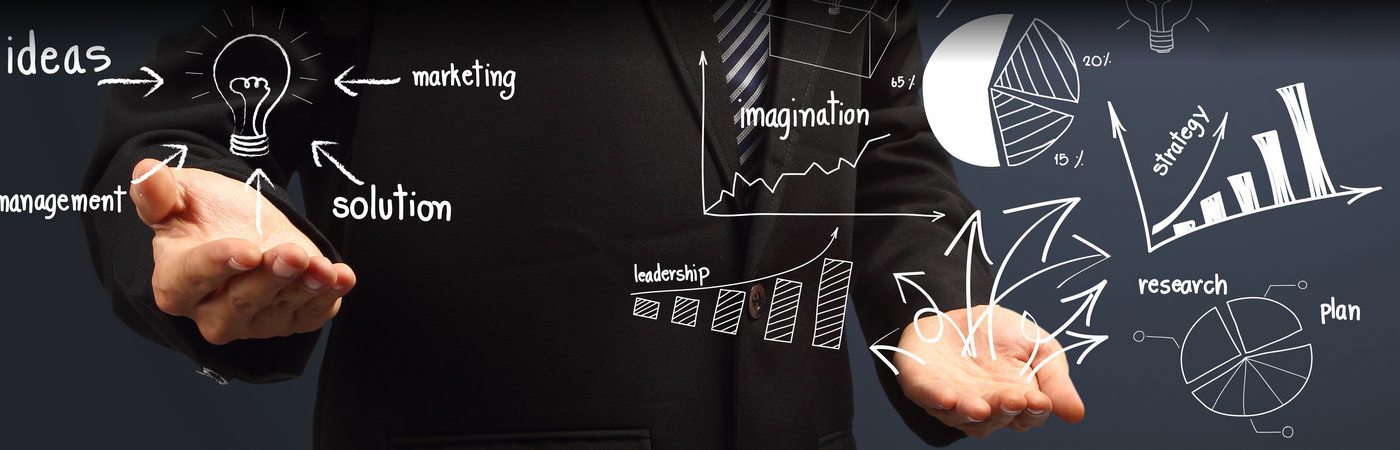 ideas
marketing
management
solution
imagination
leadership
65%
20%
15%
strategy
research
plan